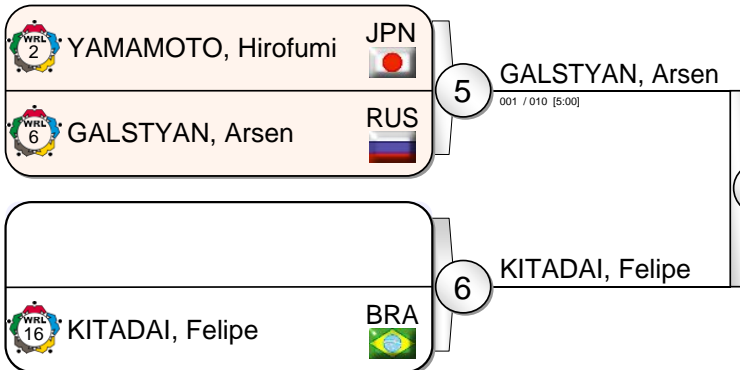 WRL 2 YAMAMOTO, Hirofumi JPN
WRL 6 GALSTYAN, Arsen RUS
5
GALSTYAN, Arsen
001 / 010 [5:00]
WRL 16 KITADAI, Felipe BRA
6
KITADAI, Felipe